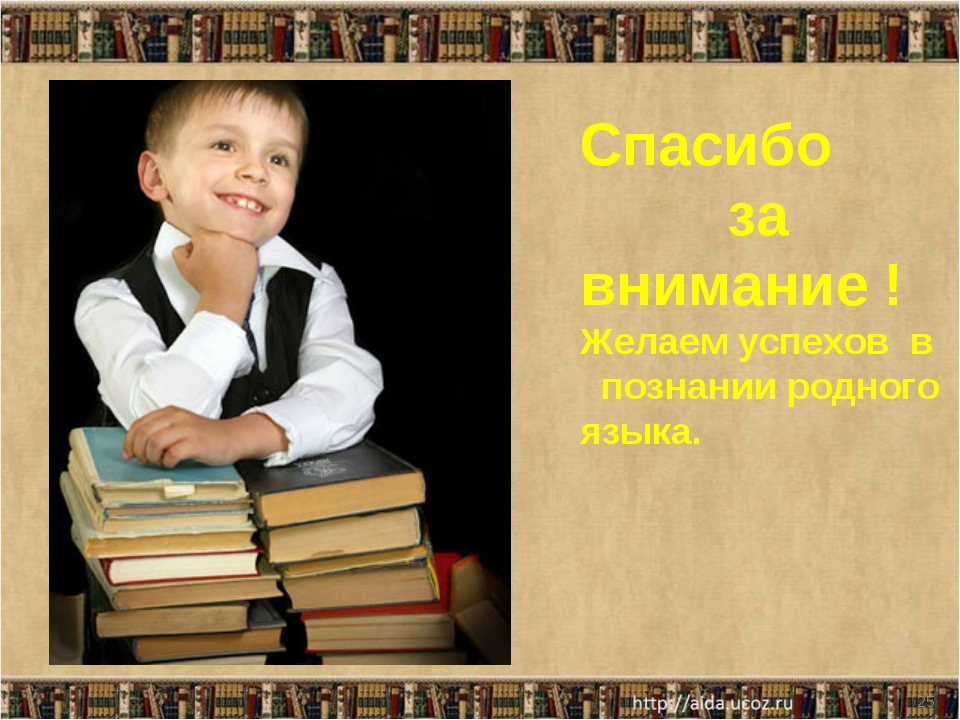 Спасибо
за
внимание !
Желаем успехов в
познании родного
языка.
http://aida.ucoz.ru
25